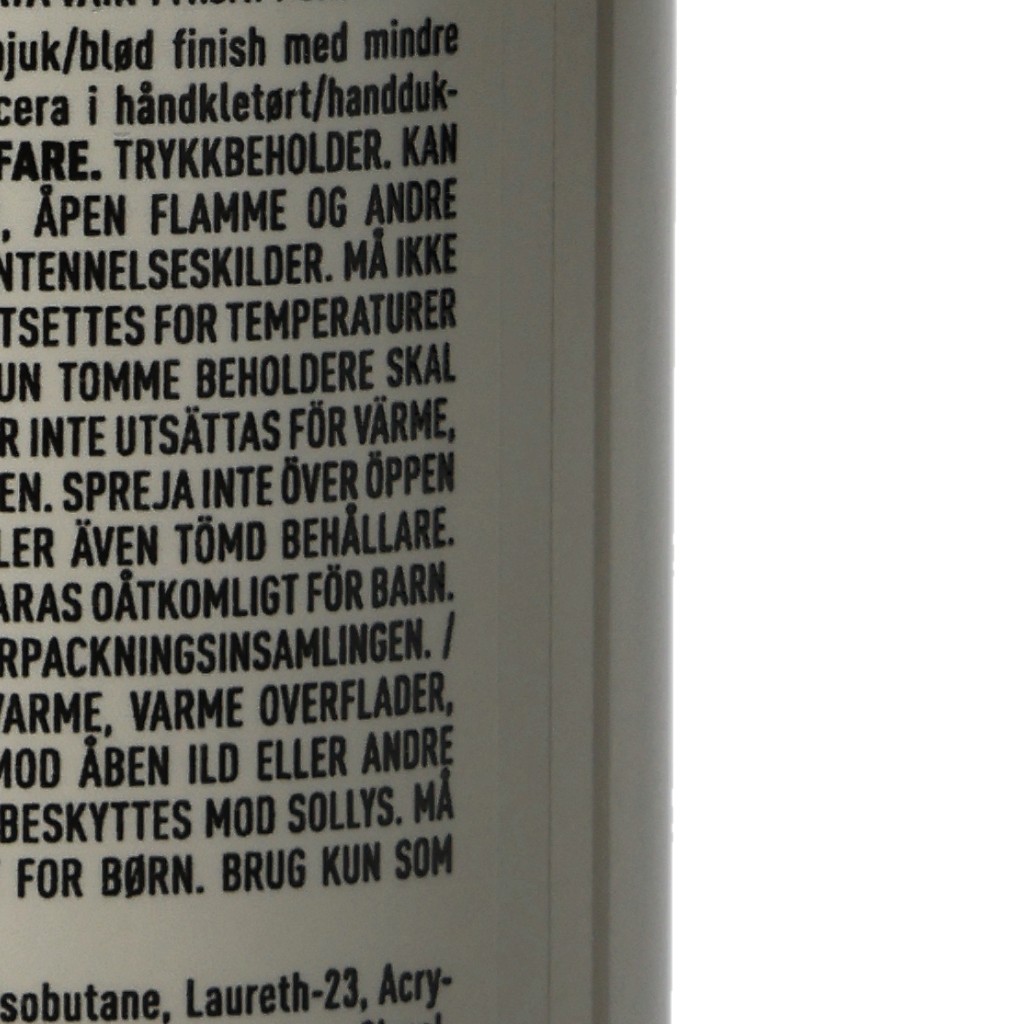 juk/blød finish med mindre
cera i håndkletørt/handduk-
FARE. TRYKKBEHOLDER. KAN
, ÅPEN FLAMME OG ANDRE
NTENNELSESKILDER. MÅ IKKE
TSETTES FOR TEMPERATURER
UN TOMME BEHOLDERE SKAL
R INTE UTSÄTTAS FÖR VÄRME,
EN. SPREJA INTE ÖVER ÖPPEN
LER ÄVEN TÖMD BEHÅLLARE.
ARAS OÅTKOMLIGT FÖR BARN.
RPACKNINGSINSAMLINGEN. /
VARME, VARME OVERFLADER,
MOD ÅBEN ILD ELLER ANDRE
BESKYTTES MOD SOLLYS. MÅ
FOR BØRN. BRUG KUN SOM
sobutane, Laureth-23, Acry-